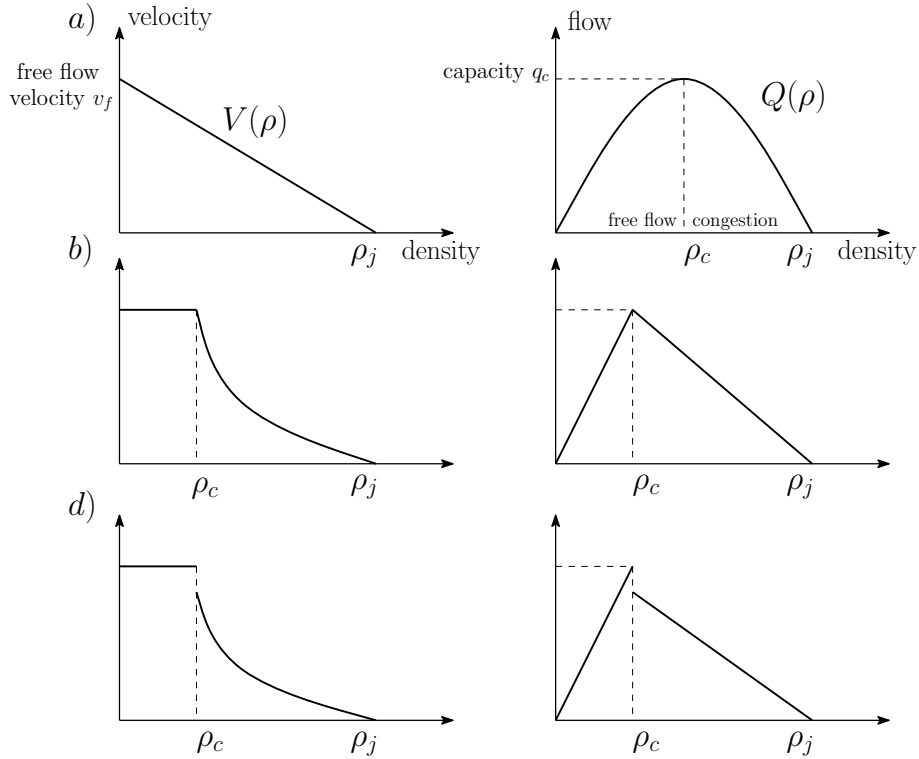 a)
velocity
flow
free flow
velocity v_f
V(ρ)
capacity q_c
Q(ρ)
free flow congestion
ρ_j density
ρ_c ρ_j density
b)
ρ_c ρ_j
ρ_c ρ_j
d)
ρ_c ρ_j
ρ_c ρ_j